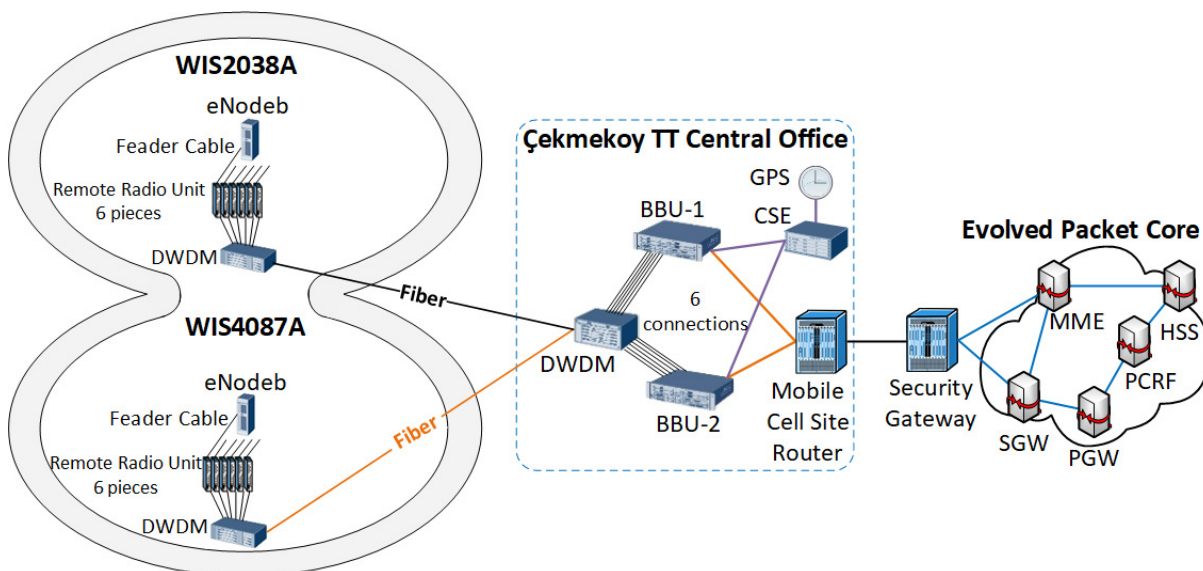 WIS2038A
eNodeb
Feader Cable
Remote Radio Unit
6 pieces
DWDM
Fiber
WIS4087A
eNodeb
Feader Cable
Remote Radio Unit
6 pieces
DWDM
Fiber
Çekmekoy TT Central Office
GPS
CSE
BBU-1
6
connections
DWDM
BBU-2
Mobile
Cell Site
Router
Security
Gateway
Evolved Packet Core
MME
HSS
PCRF
SGW
PGW